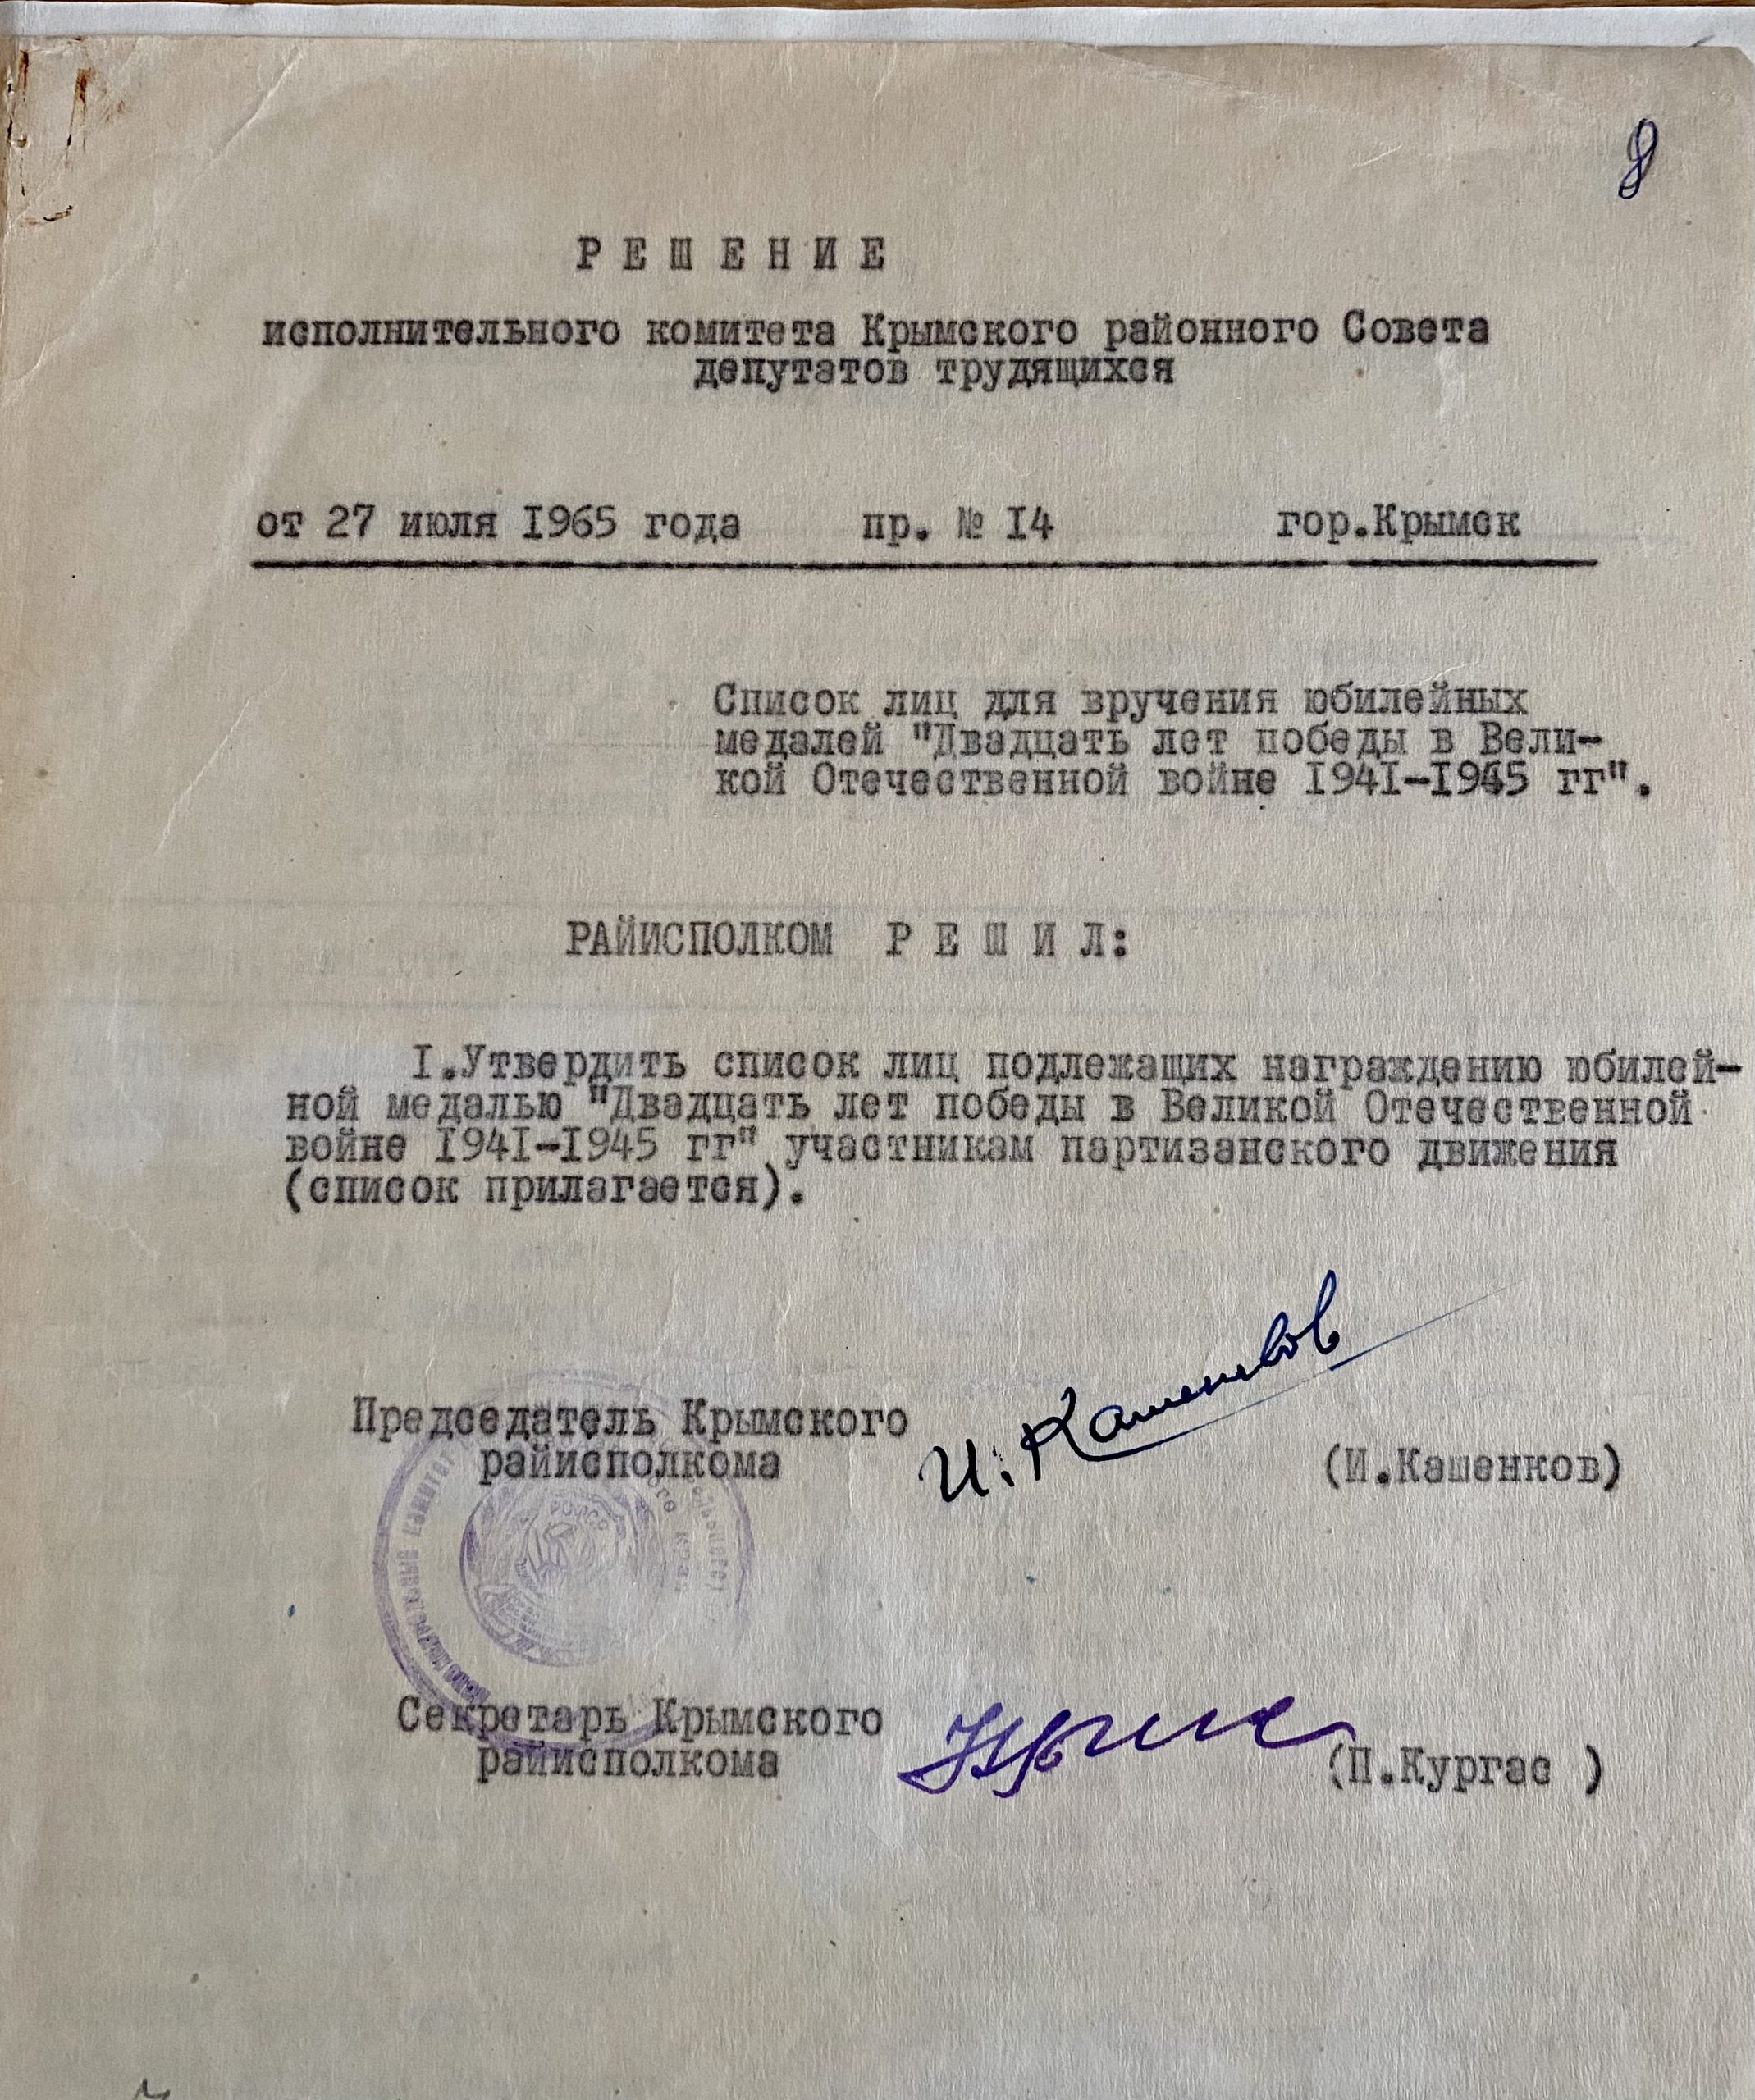 8
РЕШЕНИЕ
исполнительного комитета Крымского районного Совета
депутатов трудящихся
от 27 июля 1965 года пр. № 14 гор.Крымск
Список лиц для вручения юбилейных
медалей "Двадцать лет победы в Вели-
кой Отечественной войне 1941-1945 гг".
РАЙИСПОЛКОМ РЕШИЛ:
I.Утвердить список лиц подлежащих награждению юбилей-
ной медалью "Двадцать лет победы в Великой Отечественной
войне 1941-1945 гг" участникам партизанского движения
(список прилагается).
Председатель Крымского
райисполкома И. Кашенков (И.Кашенков)
Секретарь Крымского
райисполкома (П.Кургас )